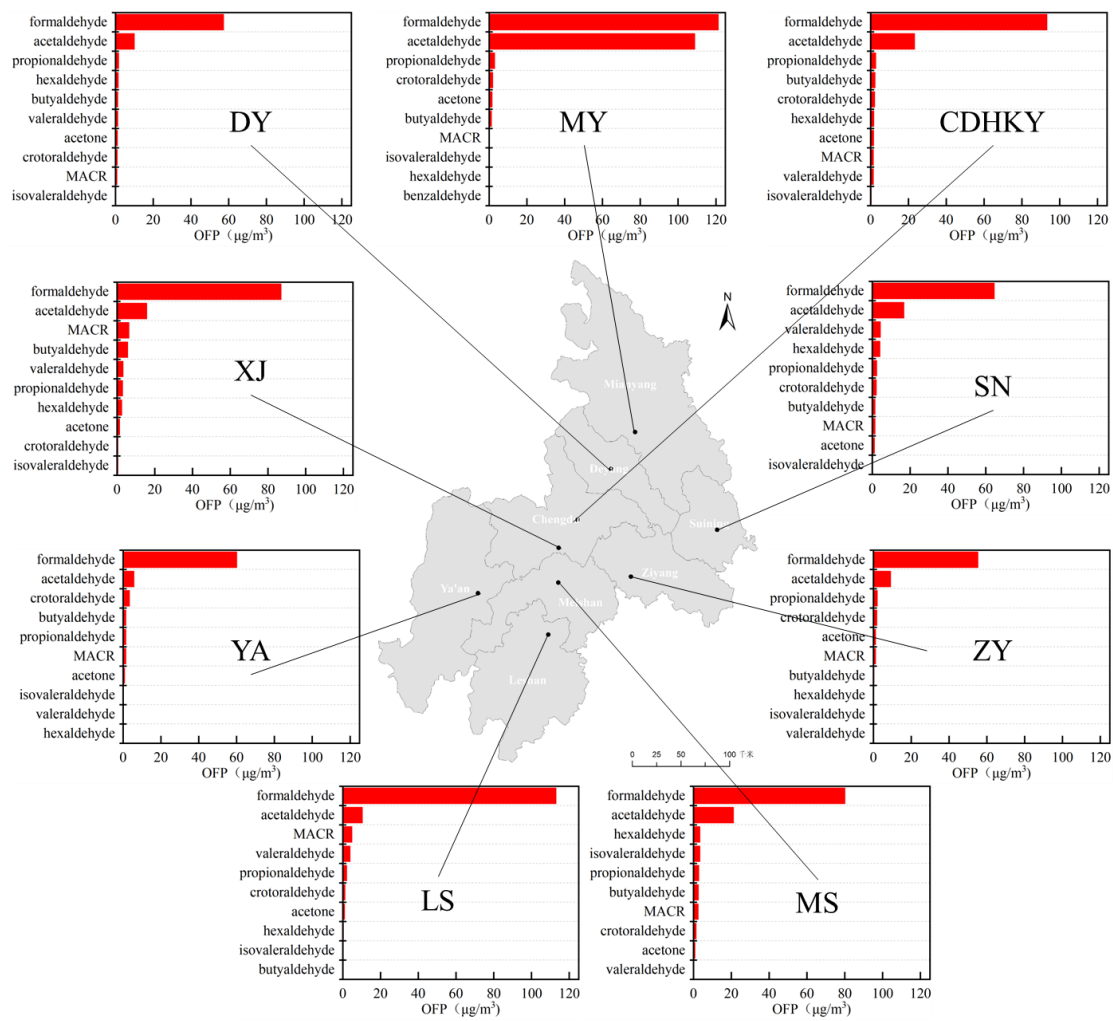 formaldehyde
acetaldehyde
propionaldehyde
hexaldehyde
butyaldehyde
valeraldehyde
acetone
crotoraldehyde
MACR
isovaleraldehyde
DY
0 20 40 60 80 100 120
OFP（μg/m³）
formaldehyde
acetaldehyde
propionaldehyde
crotoraldehyde
acetone
butyaldehyde
MACR
isovaleraldehyde
hexaldehyde
benzaldehyde
MY
0 20 40 60 80 100 120
OFP（μg/m³）
formaldehyde
acetaldehyde
propionaldehyde
butyaldehyde
crotoraldehyde
hexaldehyde
acetone
MACR
valeraldehyde
isovaleraldehyde
CDHKY
0 20 40 60 80 100 120
OFP（μg/m³）
formaldehyde
acetaldehyde
MACR
butyaldehyde
valeraldehyde
propionaldehyde
hexaldehyde
acetone
crotoraldehyde
isovaleraldehyde
XJ
0 20 40 60 80 100 120
OFP（μg/m³）
N
Mianyang
Deyang
Chengdu
Suining
Ziyang
Ya'an
Meishan
Leshan
0 25 50 100 千米
formaldehyde
acetaldehyde
valeraldehyde
hexaldehyde
propionaldehyde
crotoraldehyde
butyaldehyde
MACR
acetone
isovaleraldehyde
SN
0 20 40 60 80 100 120
OFP（μg/m³）
formaldehyde
acetaldehyde
crotoraldehyde
butyaldehyde
propionaldehyde
MACR
acetone
isovaleraldehyde
valeraldehyde
hexaldehyde
YA
0 20 40 60 80 100 120
OFP（μg/m³）
formaldehyde
acetaldehyde
propionaldehyde
crotoraldehyde
acetone
MACR
butyaldehyde
hexaldehyde
isovaleraldehyde
valeraldehyde
ZY
0 20 40 60 80 100 120
OFP（μg/m³）
formaldehyde
acetaldehyde
MACR
valeraldehyde
propionaldehyde
crotoraldehyde
acetone
hexaldehyde
isovaleraldehyde
butyaldehyde
LS
0 20 40 60 80 100 120
OFP（μg/m³）
formaldehyde
acetaldehyde
hexaldehyde
isovaleraldehyde
propionaldehyde
butyaldehyde
MACR
crotoraldehyde
acetone
valeraldehyde
MS
0 20 40 60 80 100 120
OFP（μg/m³）